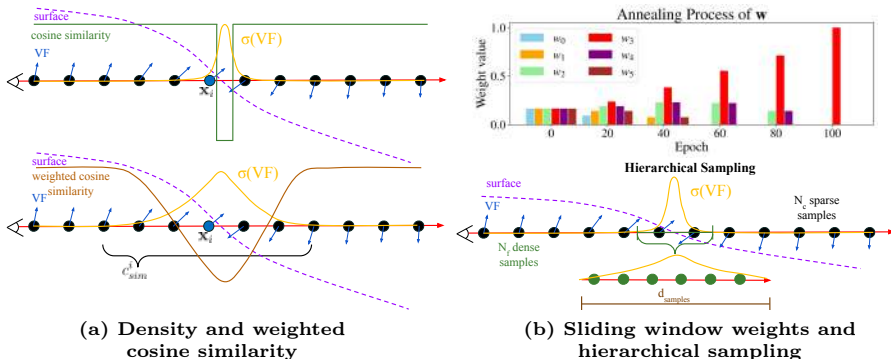 surface
cosine similarity
σ(VF)
VF
x_i
surface
weighted cosine
similarity
σ(VF)
VF
x_i
c^i_sim
(a) Density and weighted
cosine similarity
Annealing Process of w
Weight value
1.0
0.5
0.0
w_0
w_1
w_2
w_3
w_4
w_5
0 20 40 60 80 100
Epoch
Hierarchical Sampling
surface
σ(VF)
VF
N_c sparse
samples
N_f dense
samples
d_samples
(b) Sliding window weights and
hierarchical sampling